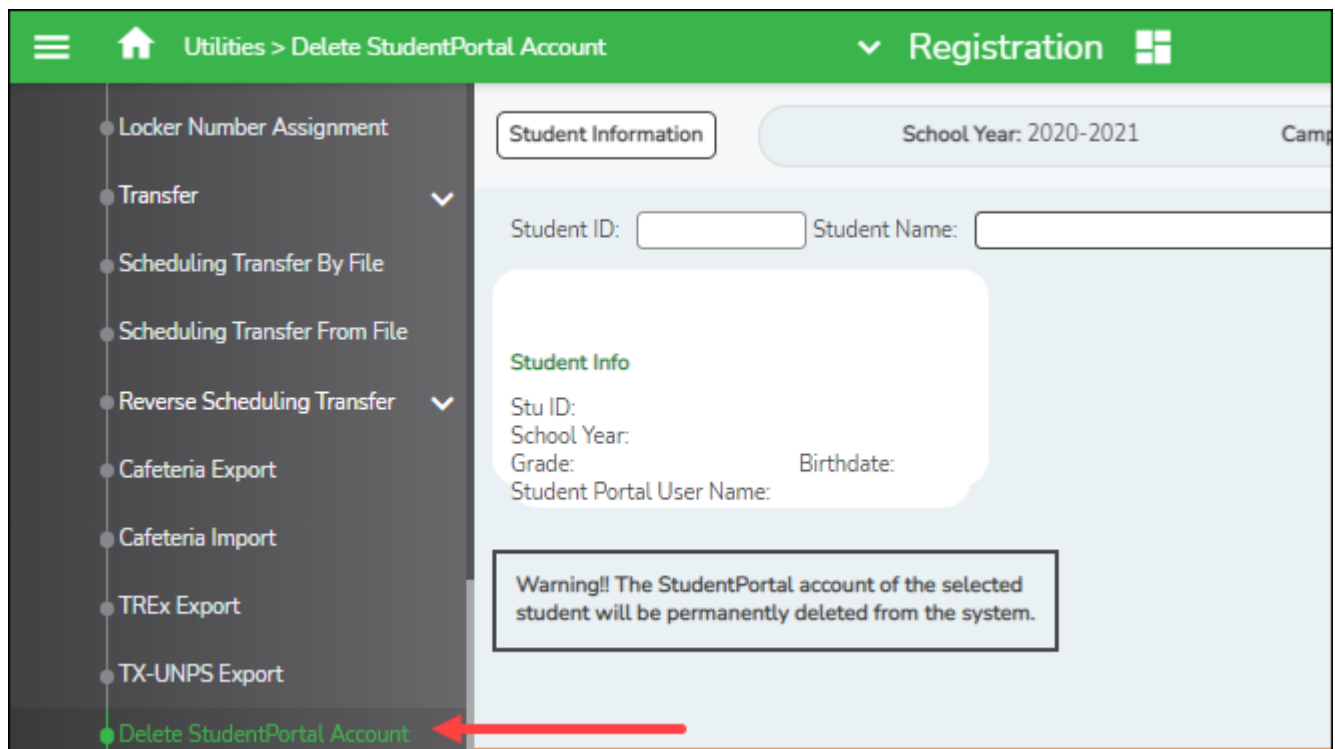 Utilities > Delete StudentPortal Account
Registration
Locker Number Assignment
Transfer
Scheduling Transfer By File
Scheduling Transfer From File
Reverse Scheduling Transfer
Cafeteria Export
Cafeteria Import
TREx Export
TX-UNPS Export
Delete StudentPortal Account
Student Information
School Year: 2020-2021
Camp
Student ID:
Student Name:
Student Info
Stu ID:
School Year:
Grade:
Birthdate:
Student Portal User Name:
Warning!! The StudentPortal account of the selected
student will be permanently deleted from the system.